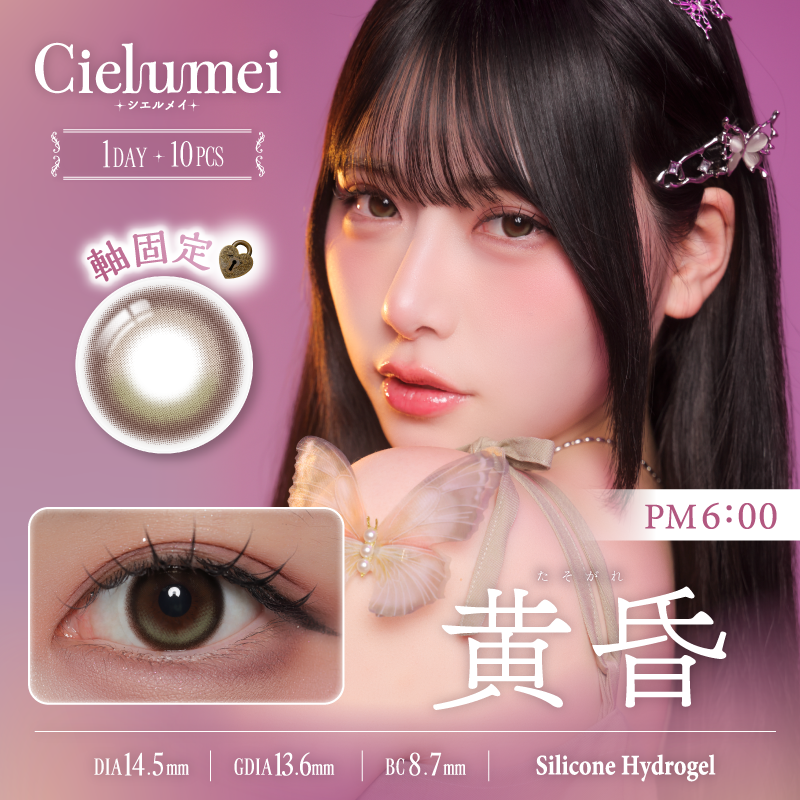 Cielumei
シエルメイ
1DAY 10PCS
軸固定
PM6:00
たそがれ
黄昏
DIA14.5mm GDIA13.6mm BC8.7mm Silicone Hydrogel